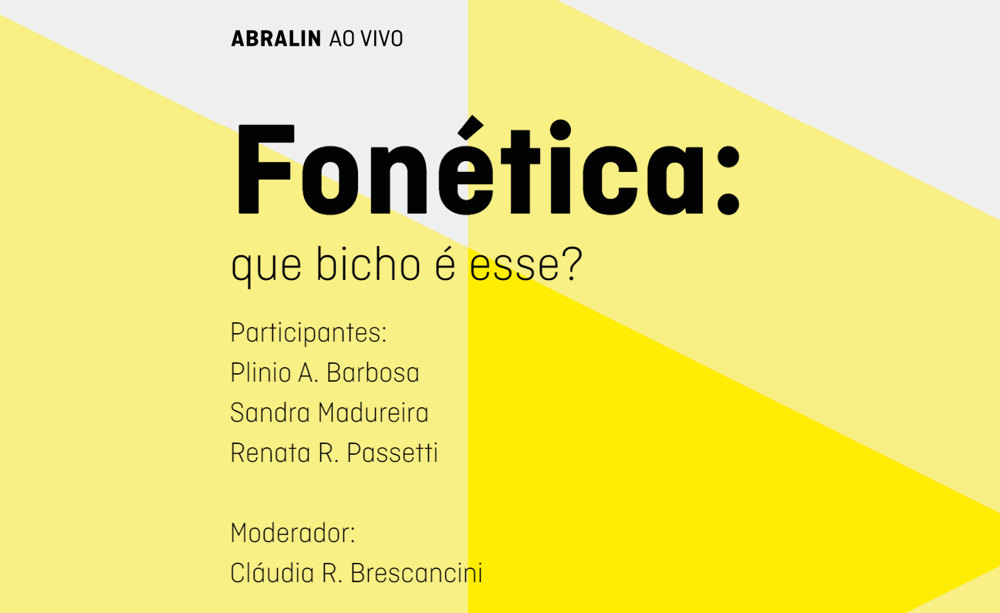 ABRALIN AO VIVO
Fonética:
que bicho é esse?
Participantes:
Plinio A. Barbosa
Sandra Madureira
Renata R. Passetti
Moderador:
Cláudia R. Brescancini